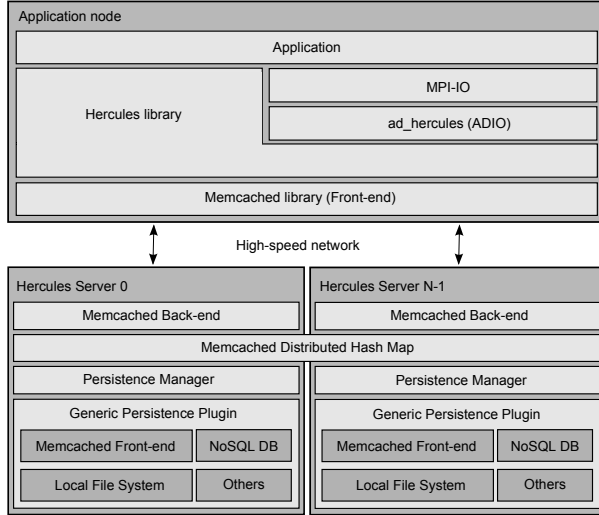 Application node
Application
MPI-IO
Hercules library
ad_hercules (ADIO)
Memcached library (Front-end)
High-speed network
Hercules Server 0
Hercules Server N-1
Memcached Back-end
Memcached Back-end
Memcached Distributed Hash Map
Persistence Manager
Persistence Manager
Generic Persistence Plugin
Generic Persistence Plugin
Memcached Front-end
NoSQL DB
Memcached Front-end
NoSQL DB
Local File System
Others
Local File System
Others